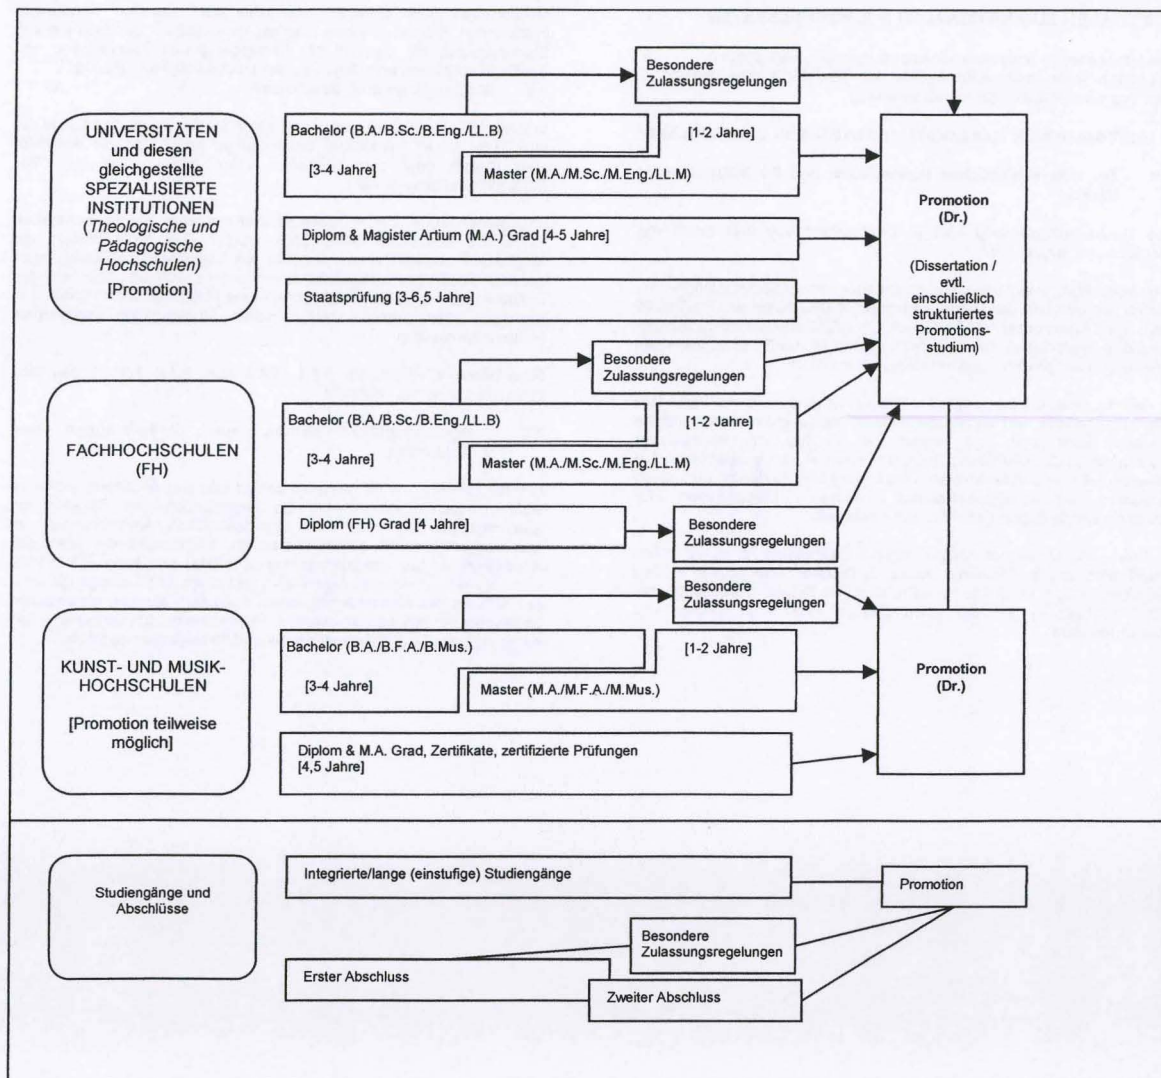 Besondere
Zulassungsregelungen
UNIVERSITÄTEN
und diesen
gleichgestellte
SPEZIALISIERTE
INSTITUTIONEN
(Theologische und
Pädagogische
Hochschulen)
[Promotion]
Bachelor (B.A./B.Sc./B.Eng./LL.B)
[3-4 Jahre]
[1-2 Jahre]
Master (M.A./M.Sc./M.Eng./LL.M)
Diplom & Magister Artium (M.A.) Grad [4-5 Jahre]
Staatsprüfung [3-6,5 Jahre]
Promotion
(Dr.)
(Dissertation /
evtl.
einschließlich
strukturiertes
Promotions-
studium)
Besondere
Zulassungsregelungen
FACHHOCHSCHULEN
(FH)
Bachelor (B.A./B.Sc./B.Eng./LL.B)
[3-4 Jahre]
[1-2 Jahre]
Master (M.A./M.Sc./M.Eng./LL.M)
Diplom (FH) Grad [4 Jahre]
Besondere
Zulassungsregelungen
Besondere
Zulassungsregelungen
KUNST- UND MUSIK-
HOCHSCHULEN
[Promotion teilweise
möglich]
Bachelor (B.A./B.F.A./B.Mus.)
[3-4 Jahre]
[1-2 Jahre]
Master (M.A./M.F.A./M.Mus.)
Diplom & M.A. Grad, Zertifikate, zertifizierte Prüfungen
[4,5 Jahre]
Promotion
(Dr.)
Studiengänge und
Abschlüsse
Integrierte/lange (einstufige) Studiengänge
Promotion
Besondere
Zulassungsregelungen
Erster Abschluss
Zweiter Abschluss